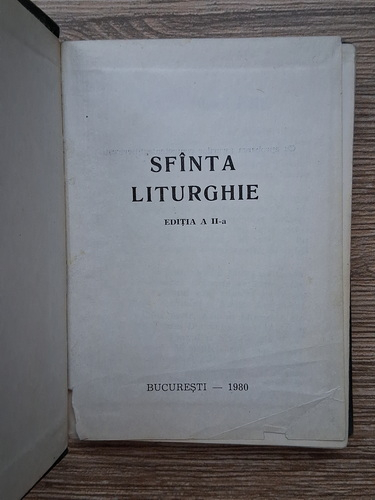 SFÎNTA
LITURGHIE
EDIȚIA A II-a
BUCUREȘTI — 1980